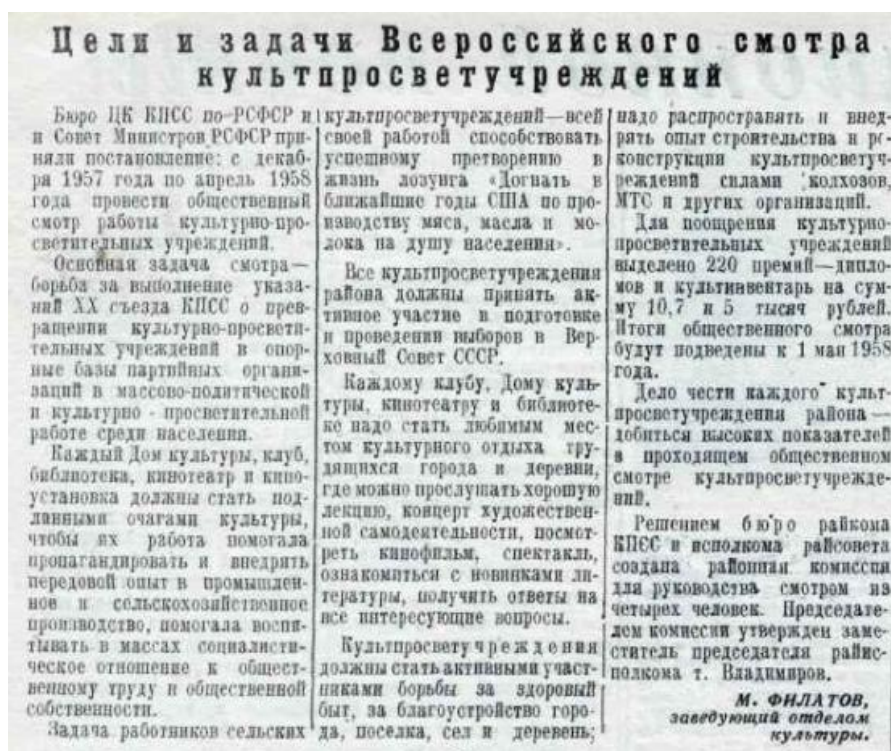 Цели и задачи Всероссийского смотра
культпросветучреждений
Бюро ЦК КПСС по РСФСР и
и Совет Министров РСФСР при-
няли постановление: с декаб-
ря 1957 года по апрель 1958
года провести общественный
смотр работы культурно-про-
светительных учреждений.
Основная задача смотра—
борьба за выполнение указа-
ний XX съезда КПСС о прев-
ращении культурно-просвети-
тельных учреждений в опор-
ные базы партийных органи-
заций в массово-политической
и культурно - просветительной
работе среди населения.
Каждый Дом культуры, клуб,
библиотека, кинотеатр и кино-
установка должны стать под-
линными очагами культуры,
чтобы их работа помогала
пропагандировать и внедрять
передовой опыт в промышлен-
ное и сельскохозяйственное
производство, помогала воспи-
тывать в массах социалисти-
ческое отношение к общест-
венному труду и общественной
собственности.
Задача работников сельских
культпросветучреждений—всей
своей работой способствовать
успешному претворению в
жизнь лозунга «Догнать в
ближайшие годы США по про-
изводству мяса, масла и мо-
лока на душу населения».
Все культпросветучреждения
района должны принять ак-
тивное участие в подготовке
и проведении выборов в Вер-
ховный Совет СССР.
Каждому клубу, Дому куль-
туры, кинотеатру и библиоте-
ке надо стать любимым мес-
том культурного отдыха тру-
дящихся города и деревни,
где можно прослушать хорошую
лекцию, концерт художествен-
ной самодеятельности, посмот-
реть кинофильм, спектакль,
ознакомиться с новинками ли-
тературы, получить ответы на
все интересующие вопросы.
Культпросветучреждения
должны стать активными участ-
никами борьбы за здоровый
быт, за благоустройство горо-
да, поселка, сел и деревень;
надо распространять и внед-
рять опыт строительства и ре-
конструкции культпросветуч-
реждений силами колхозов,
МТС и других организаций.
Для поощрения культурно-
просветительных учреждений
выделено 220 премий—дипло-
мов и культинвентарь на сум-
му 10,7 и 5 тысяч рублей.
Итоги общественного смотра
будут подведены к 1 мая 1958
года.
Дело чести каждого культ-
просветучреждения района—
добиться высоких показателей
в проходящем общественном
смотре культпросветучрежде-
ний.
Решением бюро райкома
КПСС и исполкома райсовета
создана районная комиссия
для руководства смотром из
четырех человек. Председате-
лем комиссии утвержден заме-
ститель председателя райис-
полкома т. Владимиров.
М. ФИЛАТОВ,
заведующий отделом
культуры.